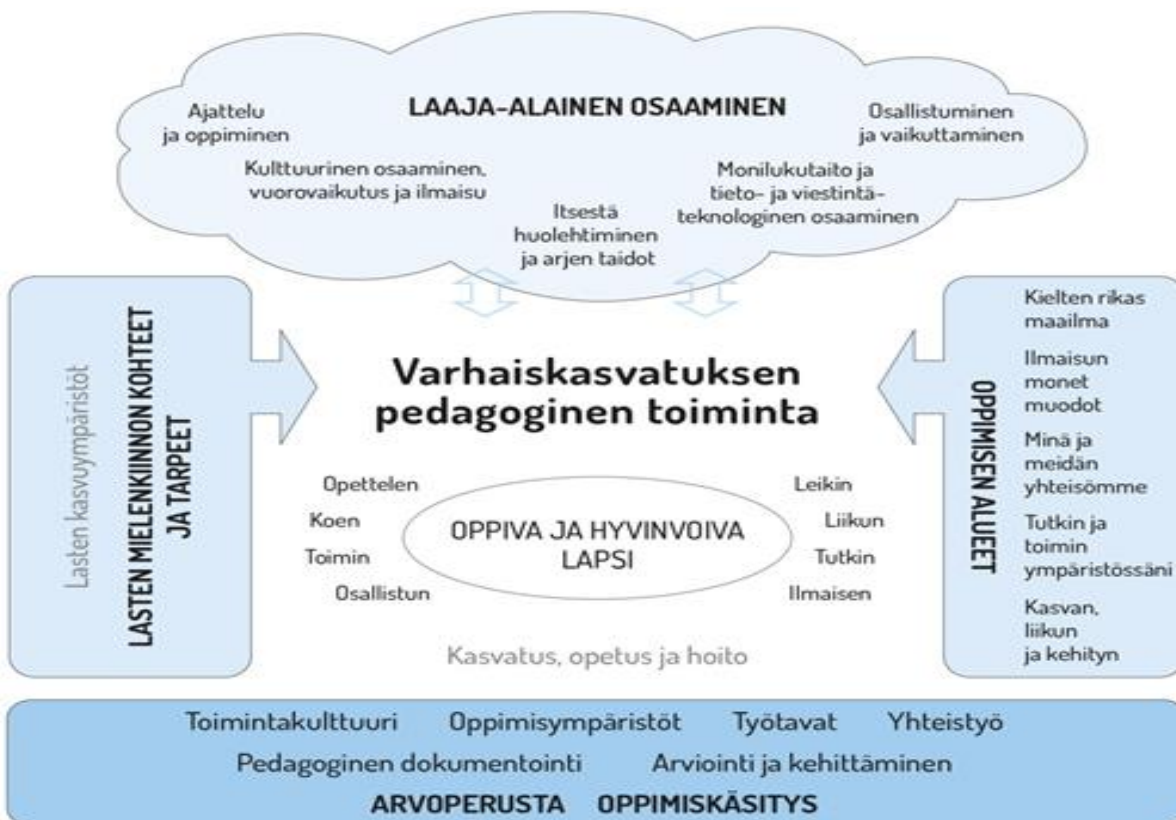 LAAJA-ALAINEN OSAAMINEN
Ajattelu
ja oppiminen
Kulttuurinen osaaminen,
vuorovaikutus ja ilmaisu
Itsestä
huolehtiminen
ja arjen taidot
Monilukutaito ja
tieto- ja viestintä-
teknologinen osaaminen
Osallistuminen
ja vaikuttaminen
Lasten kasvuympäristöt
LASTEN MIELENKIINNON KOHTEET
JA TARPEET
Varhaiskasvatuksen
pedagoginen toiminta
Opettelen
Koen
Toimin
Osallistun
OPPIVA JA HYVINVOIVA
LAPSI
Leikin
Liikun
Tutkin
Ilmaisen
Kasvatus, opetus ja hoito
OPPIMISEN ALUEET
Kielten rikas
maailma
Ilmaisun
monet
muodot
Minä ja
meidän
yhteisömme
Tutkin ja
toimin
ympäristössäni
Kasvan,
liikun
ja kehityn
Toimintakulttuuri Oppimisympäristöt Työtavat Yhteistyö
Pedagoginen dokumentointi Arviointi ja kehittäminen
ARVOPERUSTA OPPIMISKÄSITYS